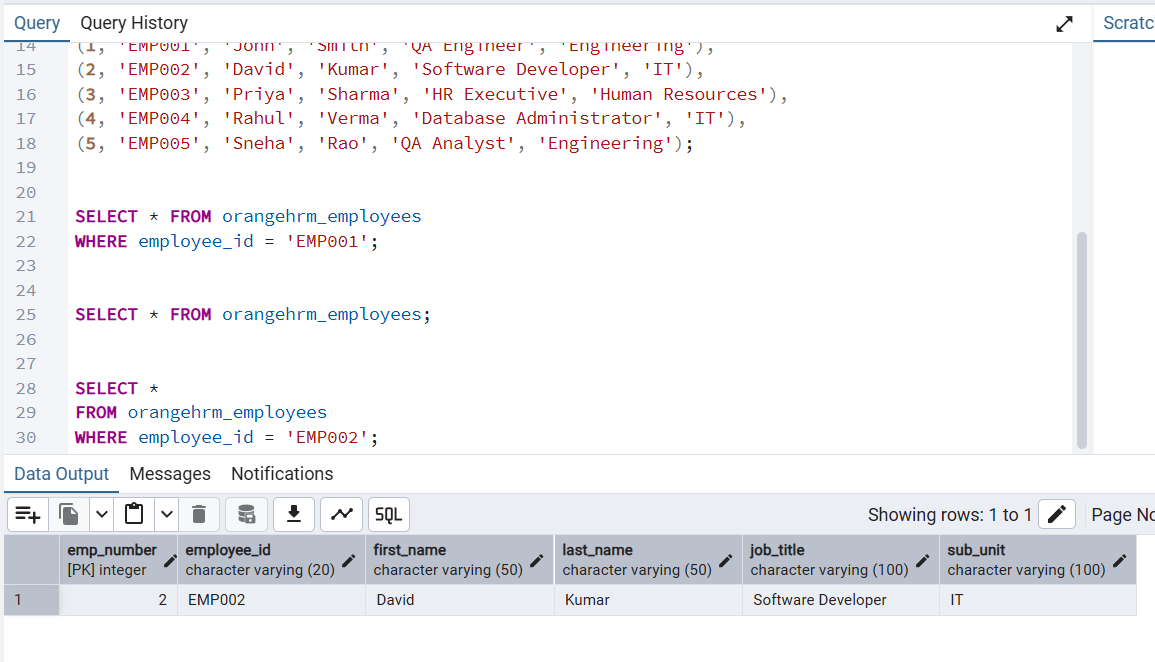 Query Query History Scratc
14 (1, 'EMP001', 'John', 'Smith', 'QA Engineer', 'Engineering'),
15 (2, 'EMP002', 'David', 'Kumar', 'Software Developer', 'IT'),
16 (3, 'EMP003', 'Priya', 'Sharma', 'HR Executive', 'Human Resources'),
17 (4, 'EMP004', 'Rahul', 'Verma', 'Database Administrator', 'IT'),
18 (5, 'EMP005', 'Sneha', 'Rao', 'QA Analyst', 'Engineering');
19
20
21 SELECT * FROM orangehrm_employees
22 WHERE employee_id = 'EMP001';
23
24
25 SELECT * FROM orangehrm_employees;
26
27
28 SELECT *
29 FROM orangehrm_employees
30 WHERE employee_id = 'EMP002';
Data Output Messages Notifications
SQL Showing rows: 1 to 1 Page No
emp_number employee_id first_name last_name job_title sub_unit
[PK] integer character varying (20) character varying (50) character varying (50) character varying (100) character varying (100)
1 2 EMP002 David Kumar Software Developer IT